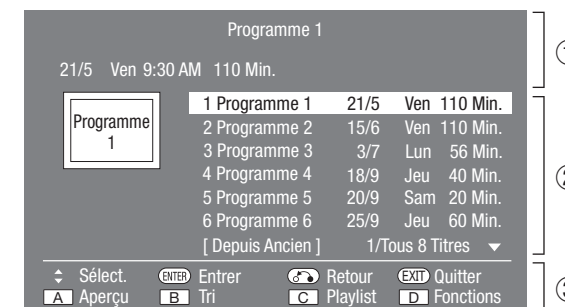 Programme 1
21/5 Ven 9:30 AM 110 Min.
Programme
1
1 Programme 1 21/5 Ven 110 Min.
2 Programme 2 15/6 Ven 110 Min.
3 Programme 3 3/7 Lun 56 Min.
4 Programme 4 18/9 Jeu 40 Min.
5 Programme 5 20/9 Sam 20 Min.
6 Programme 6 25/9 Jeu 60 Min.
[ Depuis Ancien ] 1/Tous 8 Titres
Sélect. ENTER Entrer Retour EXIT Quitter
A Aperçu B Tri C Playlist D Fonctions